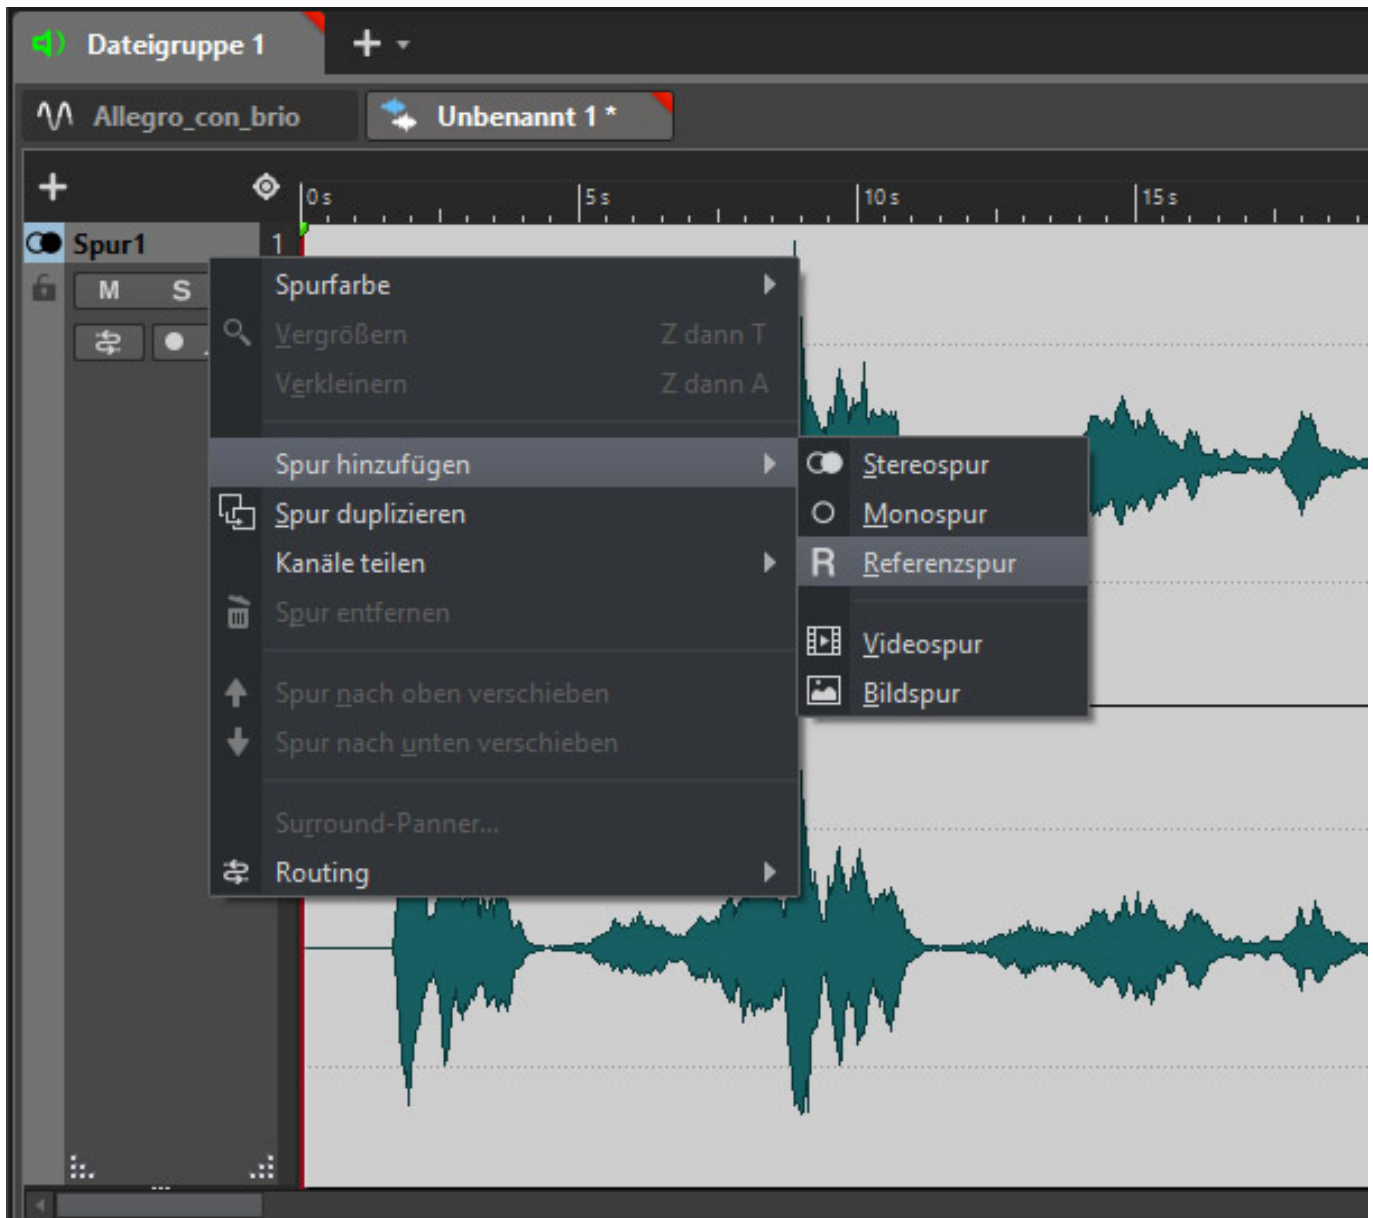 Dateigruppe 1
Allegro_con_brio
Unbenannt 1 *
0 s
5 s
10 s
15 s
Spur1
1
M
S
Spurfarbe
Vergrößern
Z dann T
Verkleinern
Z dann A
Spur hinzufügen
Spur duplizieren
Kanäle teilen
Spur entfernen
Spur nach oben verschieben
Spur nach unten verschieben
Surround-Panner...
Routing
Stereospur
Monospur
R
Referenzspur
Videospur
Bildspur